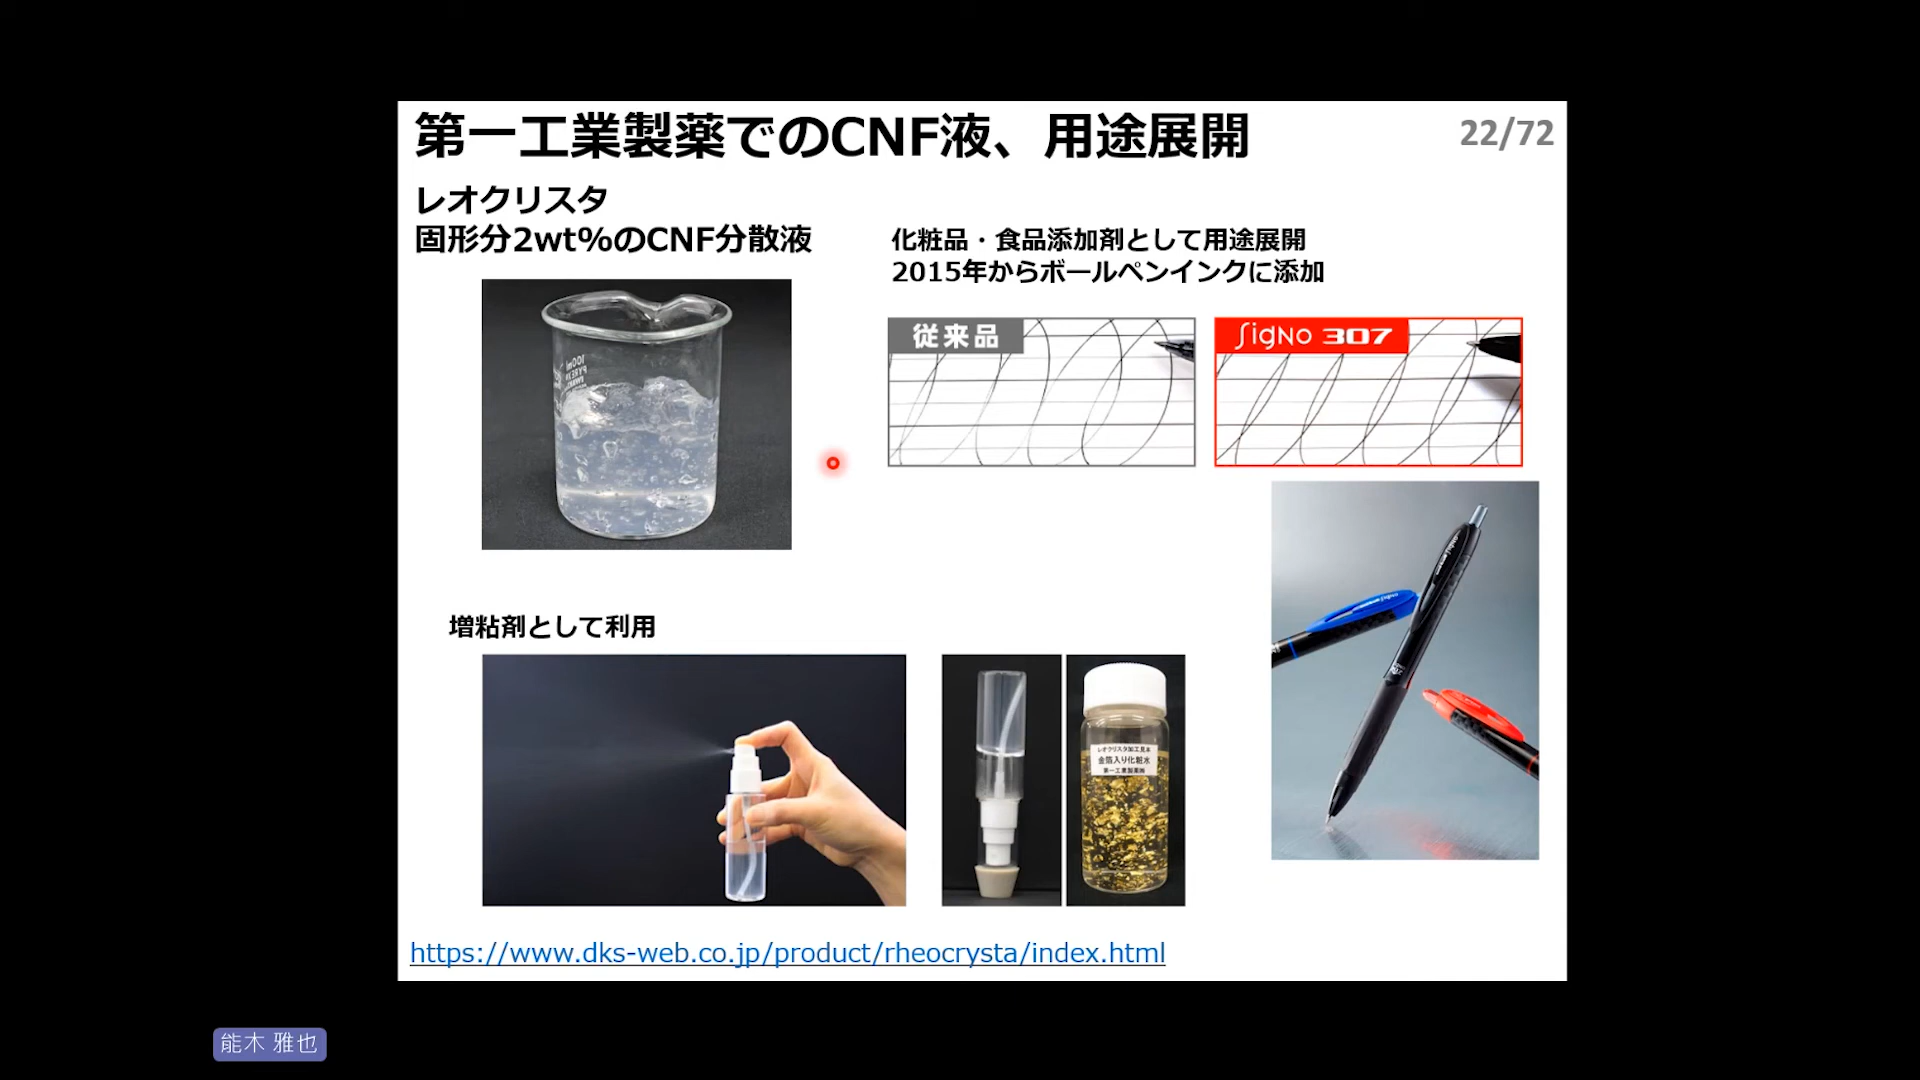 第一工業製薬でのCNF液、用途展開
22/72
レオクリスタ
固形分2wt%のCNF分散液
化粧品・食品添加剤として用途展開
2015年からボールペンインクに添加
従来品
SigNo 307
100ml
PYREX
増粘剤として利用
レオクリスタ加工見本
金箔入り化粧水
第一工業製薬㈱
https://www.dks-web.co.jp/product/rheocrysta/index.html
能木 雅也